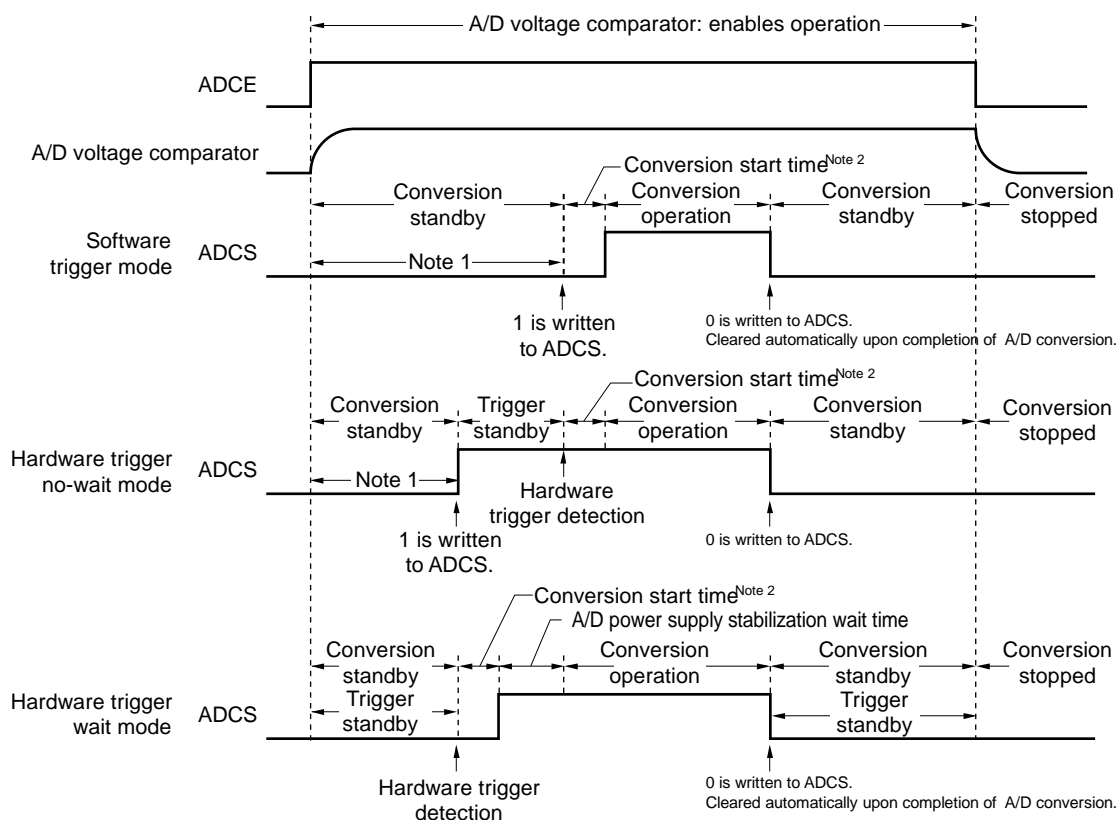 A/D voltage comparator: enables operation
ADCE
A/D voltage comparator
Conversion start time Note 2
Conversion standby
Conversion operation
Conversion standby
Conversion stopped
Software trigger mode
ADCS
Note 1
1 is written to ADCS.
0 is written to ADCS.
Cleared automatically upon completion of A/D conversion.
Conversion start time Note 2
Conversion standby
Trigger standby
Conversion operation
Conversion standby
Conversion stopped
Hardware trigger no-wait mode
ADCS
Note 1
Hardware trigger detection
1 is written to ADCS.
0 is written to ADCS.
Conversion start time Note 2
A/D power supply stabilization wait time
Conversion standby
Conversion operation
Conversion standby
Conversion stopped
Hardware trigger wait mode
ADCS
Trigger standby
Trigger standby
Hardware trigger detection
0 is written to ADCS.
Cleared automatically upon completion of A/D conversion.